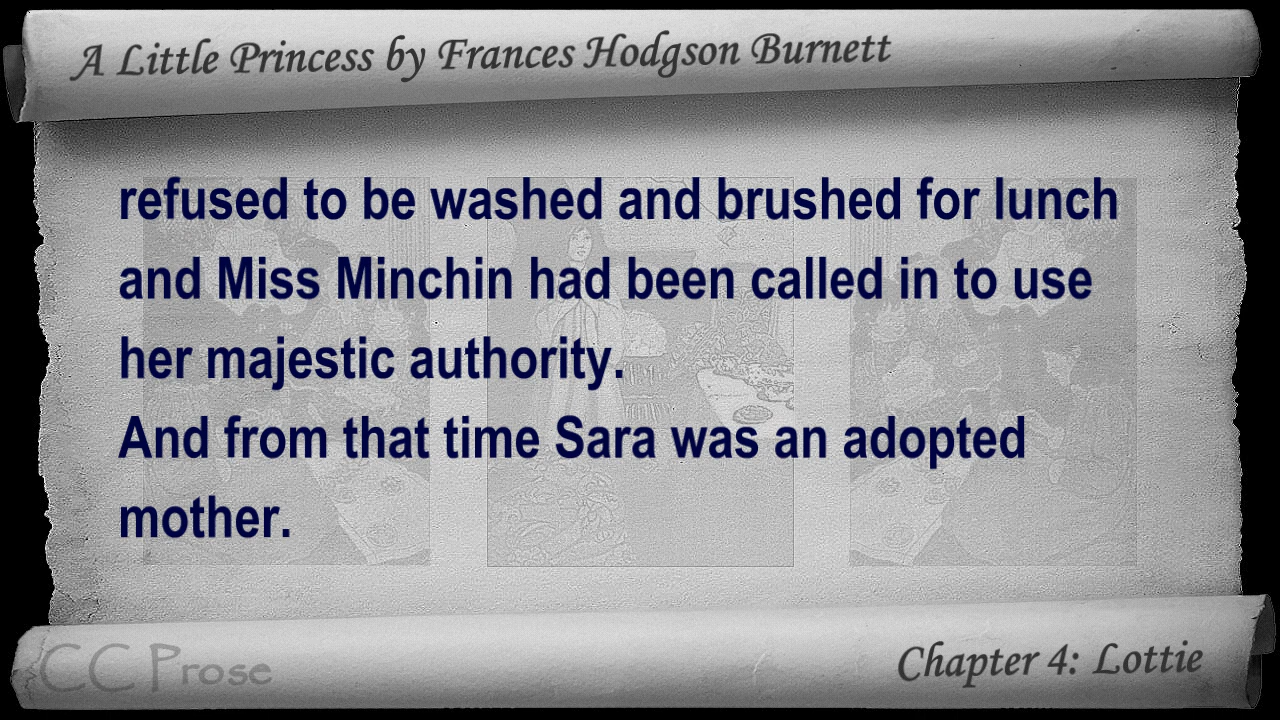 A Little Princess by Frances Hodgson Burnett
refused to be washed and brushed for lunch
and Miss Minchin had been called in to use
her majestic authority.
And from that time Sara was an adopted
mother.
CC Prose
Chapter 4: Lottie